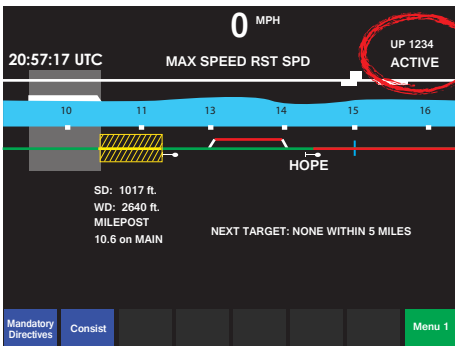 0 MPH
UP 1234
20:57:17 UTC
MAX SPEED RST SPD
ACTIVE
10 11 13 14 15 16
HOPE
SD: 1017 ft.
WD: 2640 ft.
MILEPOST
10.6 on MAIN
NEXT TARGET: NONE WITHIN 5 MILES
Mandatory
Directives
Consist
Menu 1